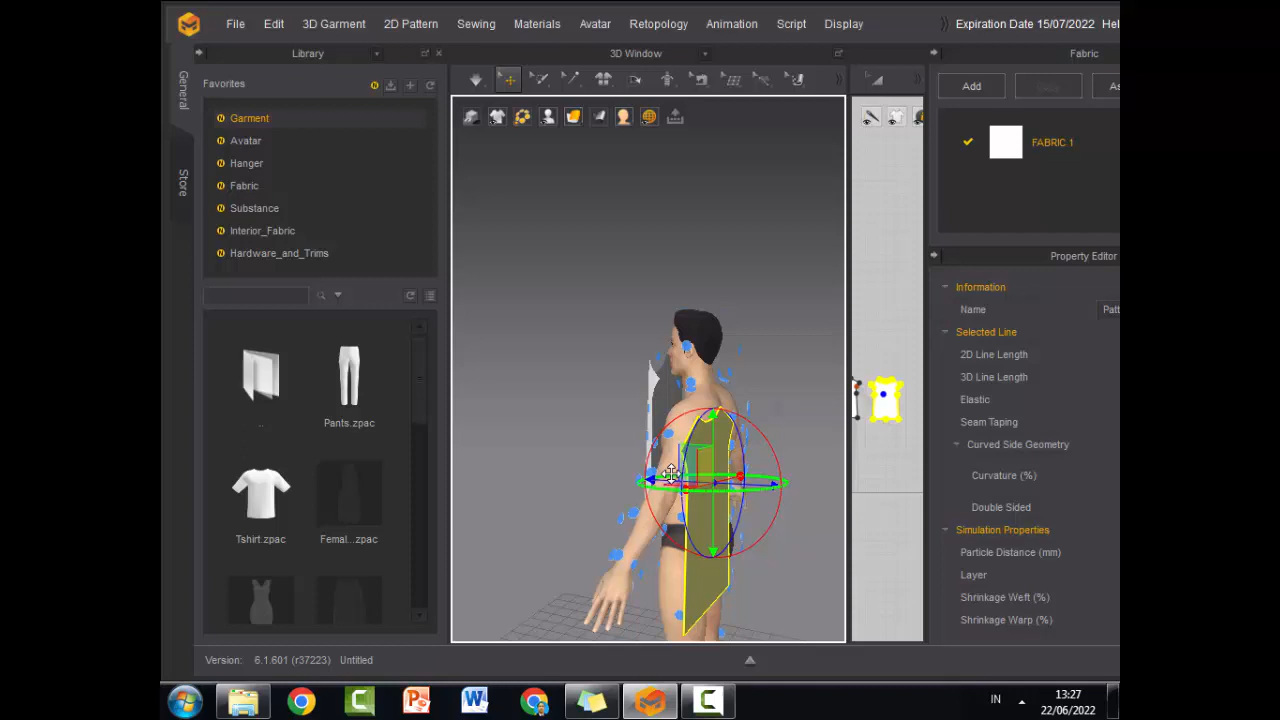 File Edit 3D Garment 2D Pattern Sewing Materials Avatar Retopology Animation Script Display Expiration Date 15/07/2022 Hel
Library
3D Window
Fabric
General
Store
Favorites
Garment
Avatar
Hanger
Fabric
Substance
Interior_Fabric
Hardware_and_Trims
..
Pants.zpac
Tshirt.zpac
Femal...zpac
Add
As
FABRIC 1
Property Editor
Information
Name
Patt
Selected Line
2D Line Length
3D Line Length
Elastic
Seam Taping
Curved Side Geometry
Curvature (%)
Double Sided
Simulation Properties
Particle Distance (mm)
Layer
Shrinkage Weft (%)
Shrinkage Warp (%)
Version: 6.1.601 (r37223) Untitled
IN
13:27
22/06/2022